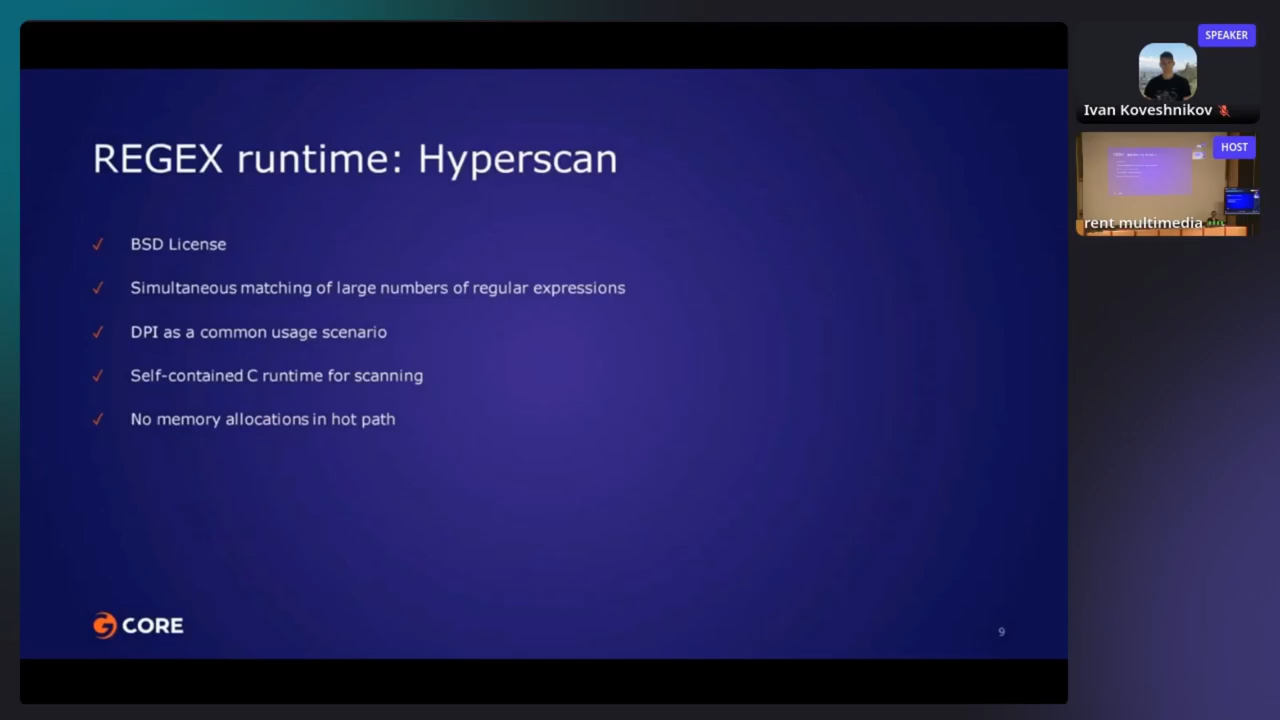 REGEX runtime: Hyperscan
✓ BSD License
✓ Simultaneous matching of large numbers of regular expressions
✓ DPI as a common usage scenario
✓ Self-contained C runtime for scanning
✓ No memory allocations in hot path
CORE
9
SPEAKER
Ivan Koveshnikov
HOST
rent multimedia